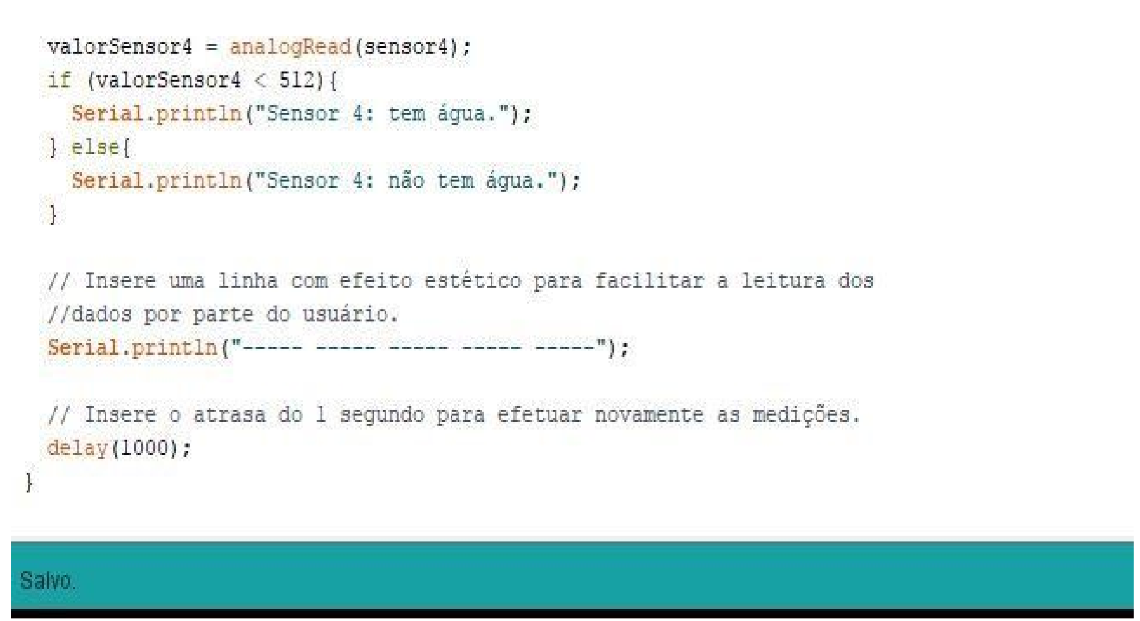 valorSensor4 = analogRead(sensor4);
if (valorSensor4 < 512){
Serial.println("Sensor 4: tem água.");
} else{
Serial.println("Sensor 4: não tem água.");
}
// Insere uma linha com efeito estético para facilitar a leitura dos
//dados por parte do usuário.
Serial.println("----- ----- ----- ----- -----");
// Insere o atrasa do 1 segundo para efetuar novamente as medições.
delay(1000);
}
Salvo.